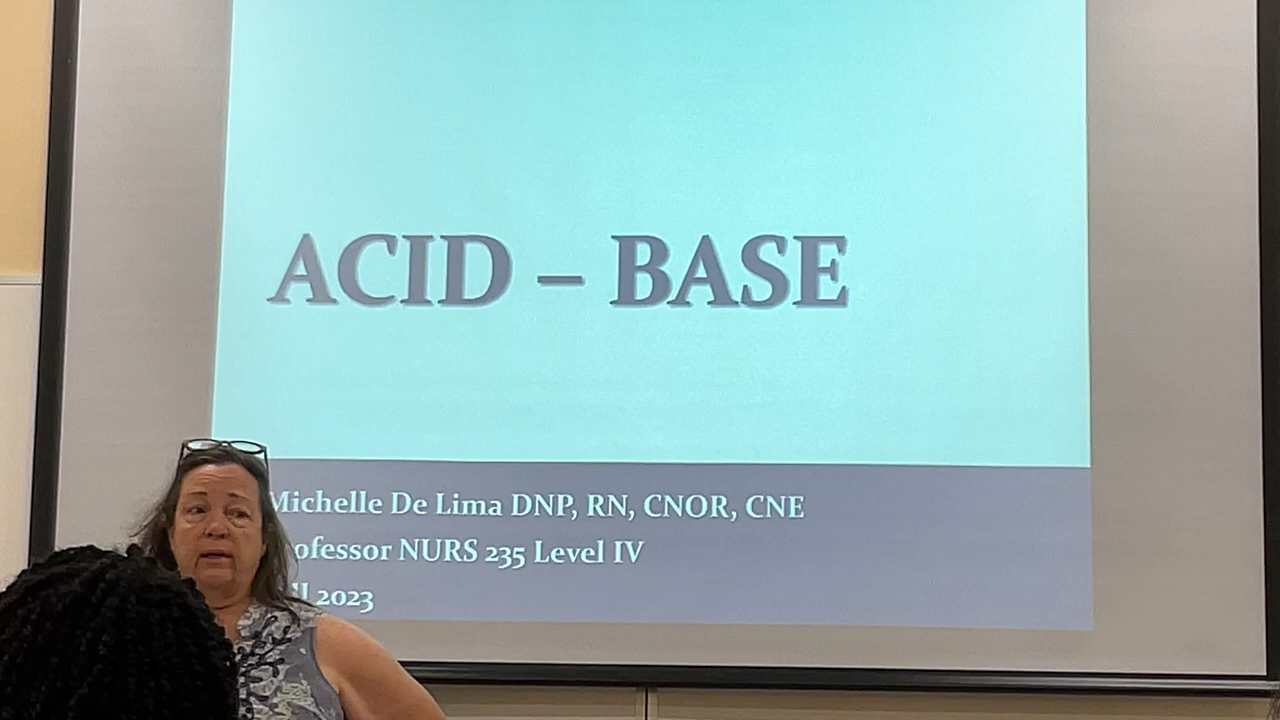 ACID – BASE
Michelle De Lima DNP, RN, CNOR, CNE
NURS 235 Level IV
2023